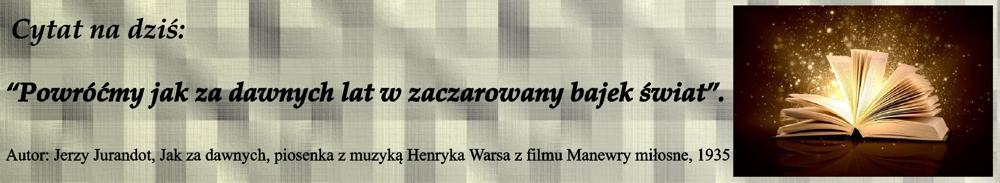 Cytat na dziś:
“Powróćmy jak za dawnych lat w zaczarowany bajek świat”.
Autor: Jerzy Jurandot, Jak za dawnych, piosenka z muzyką Henryka Warsa z filmu Manewry miłosne, 1935